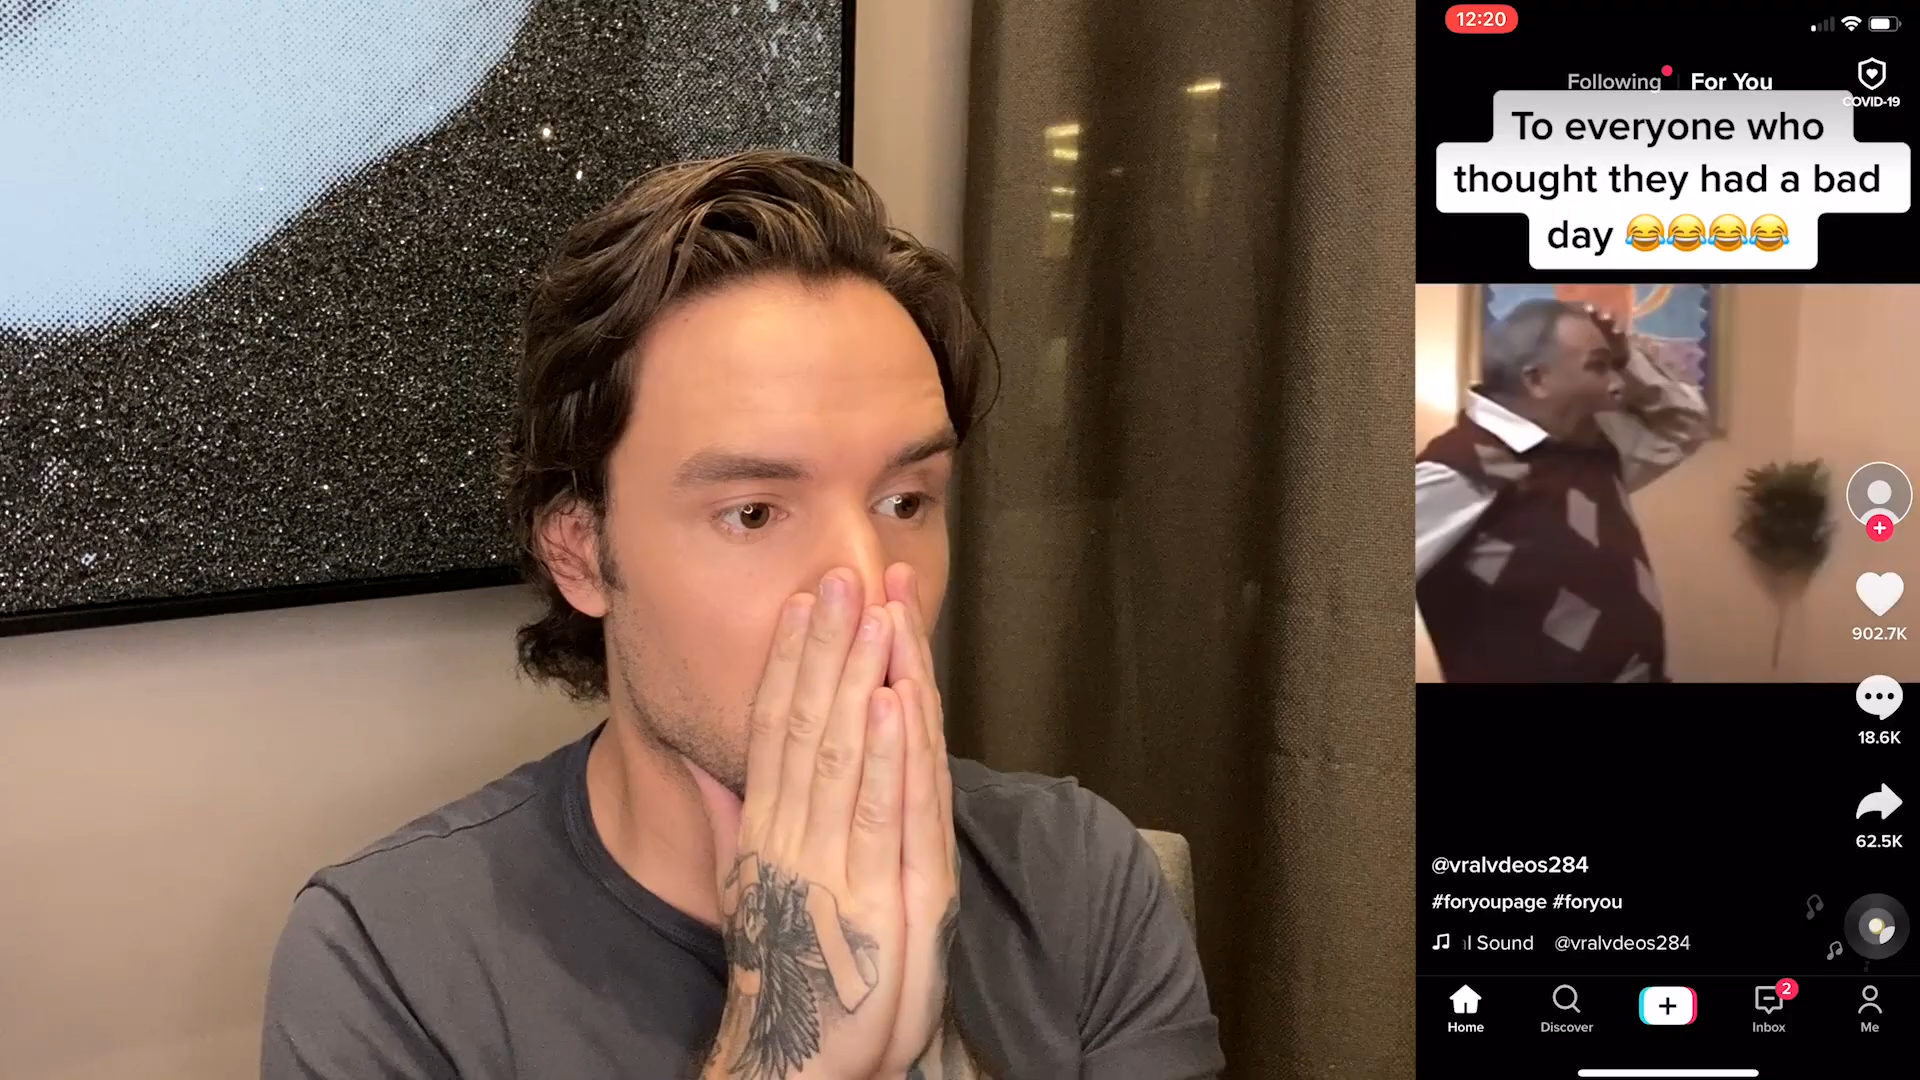 12:20
Following For You
COVID-19
To everyone who
thought they had a bad
day 😂😂😂😂
902.7K
18.6K
62.5K
@vralvdeos284
#foryoupage #foryou
l Sound @vralvdeos284
Home
Discover
2
Inbox
Me